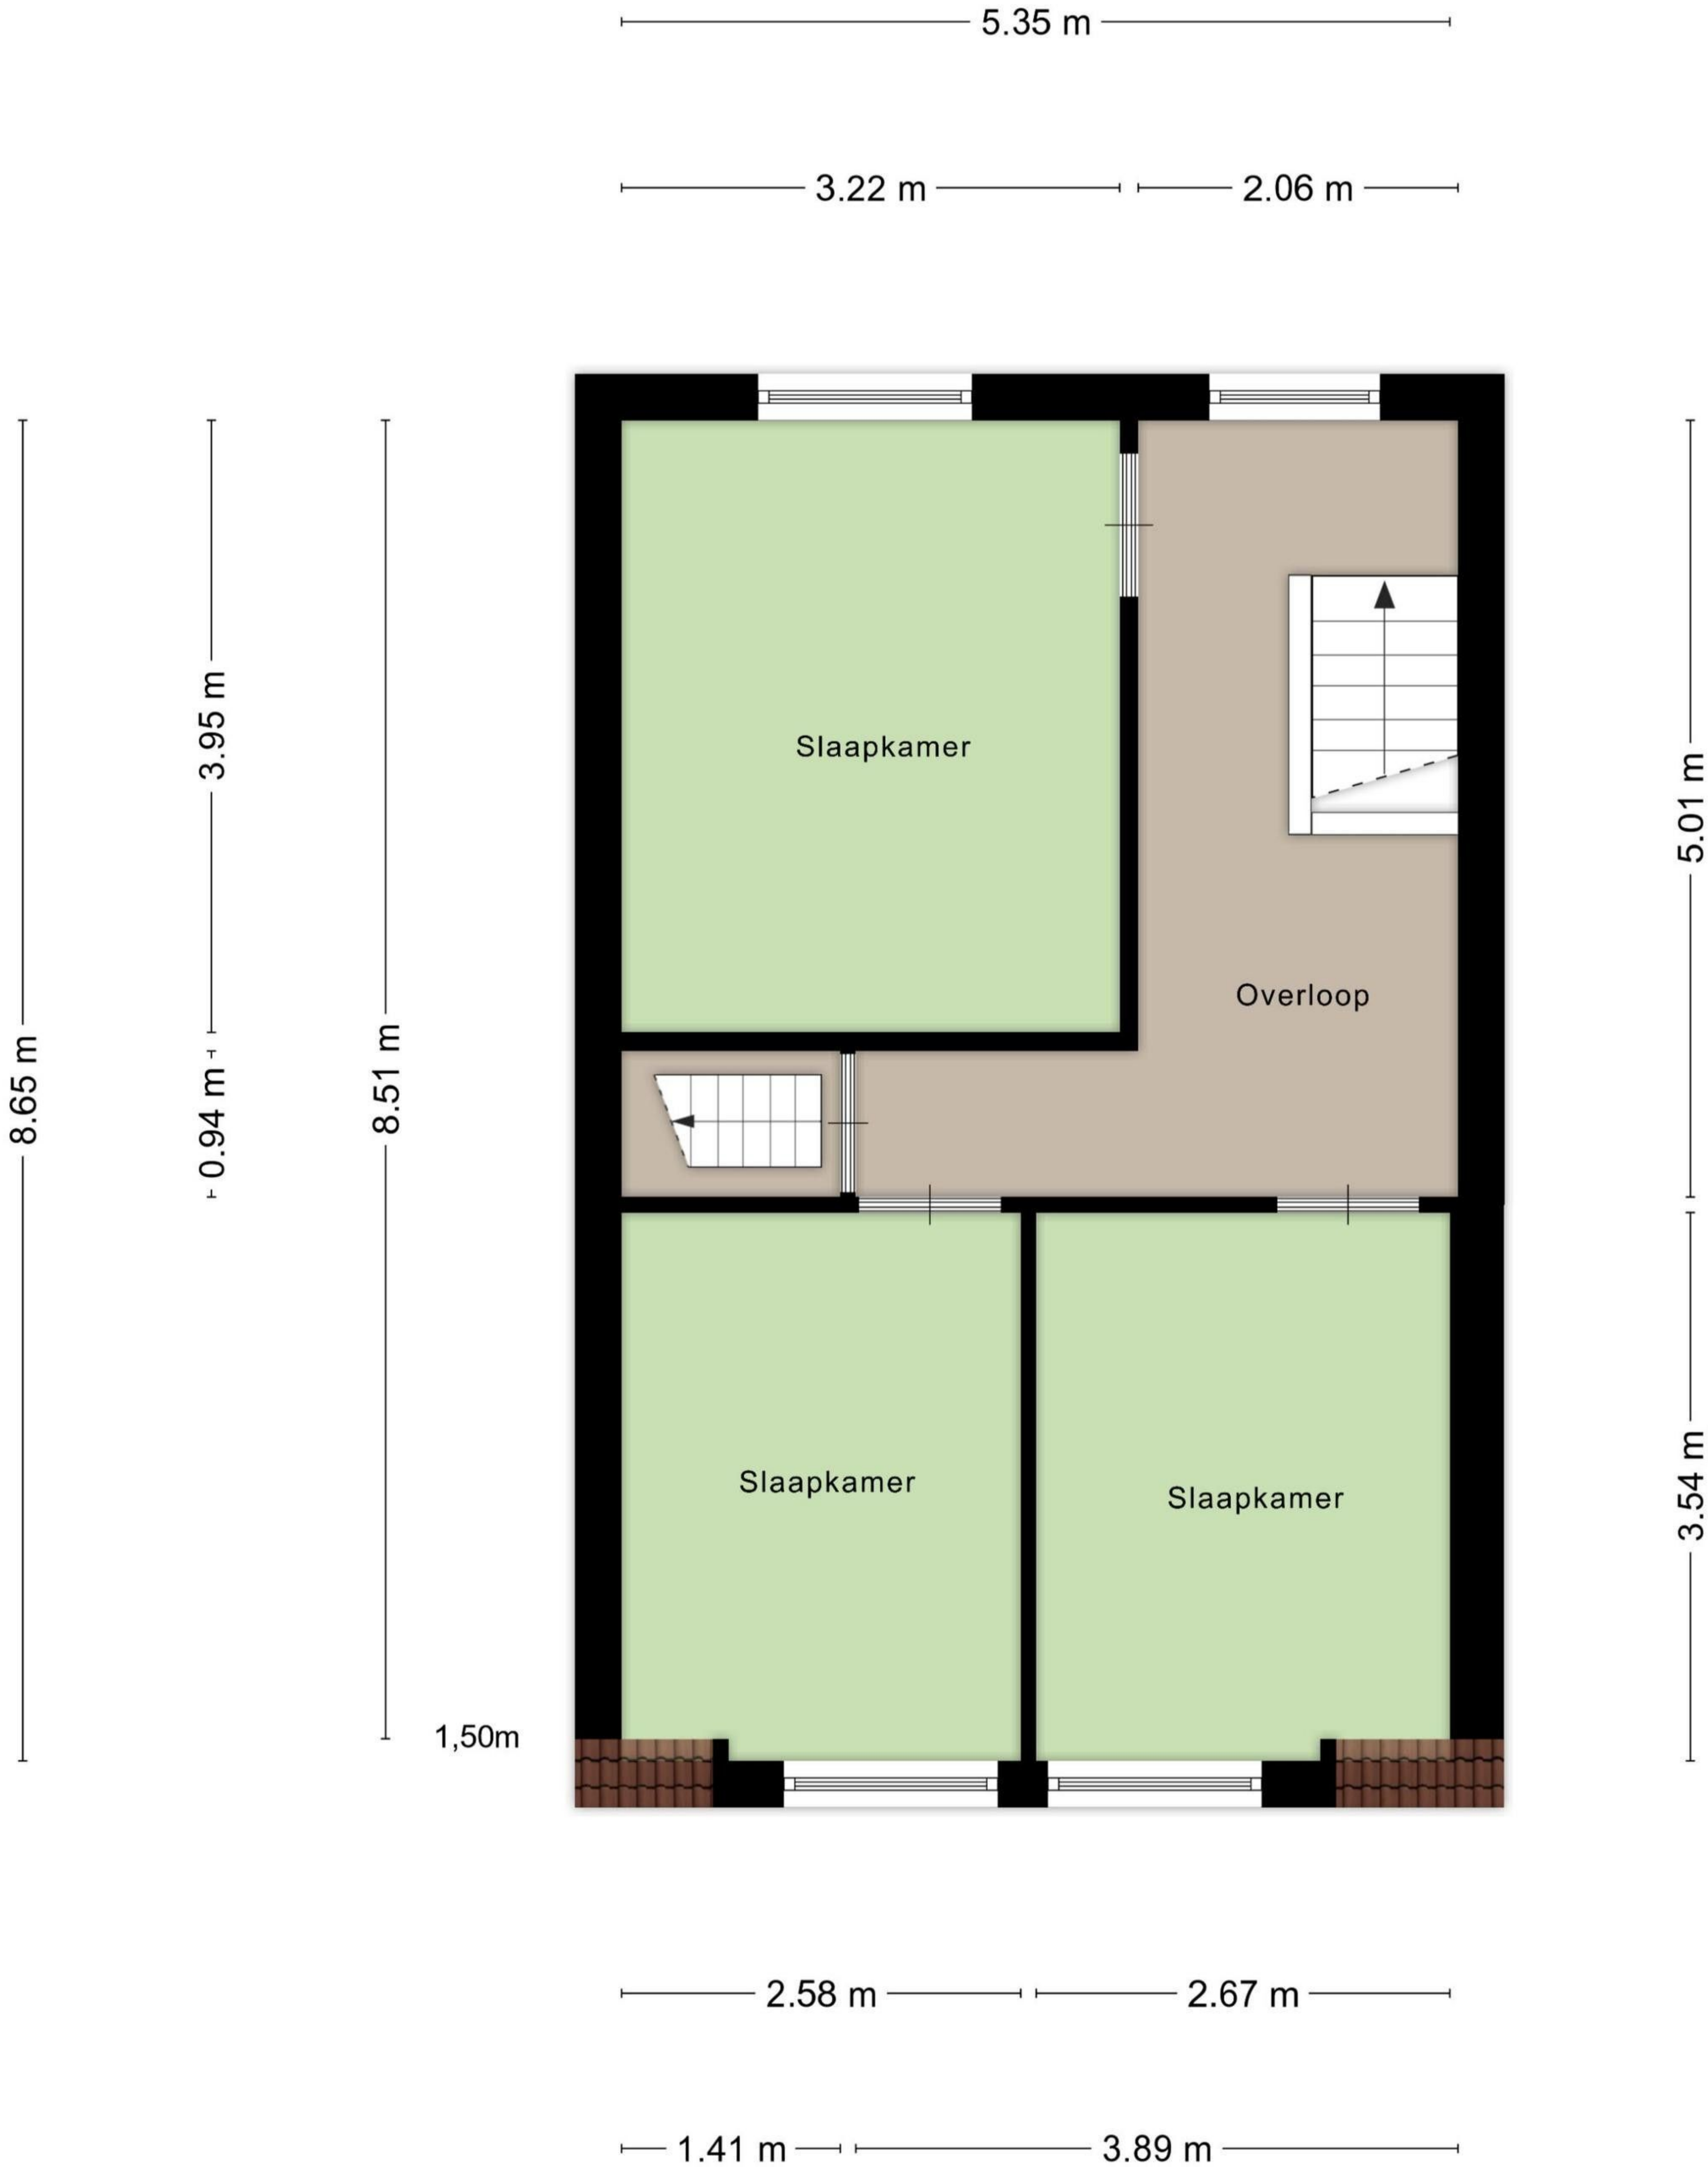 5.35 m
3.22 m
2.06 m
3.95 m
Slaapkamer
5.01 m
Overloop
8.65 m
0.94 m
8.51 m
Slaapkamer
Slaapkamer
3.54 m
1,50m
2.58 m
2.67 m
1.41 m
3.89 m